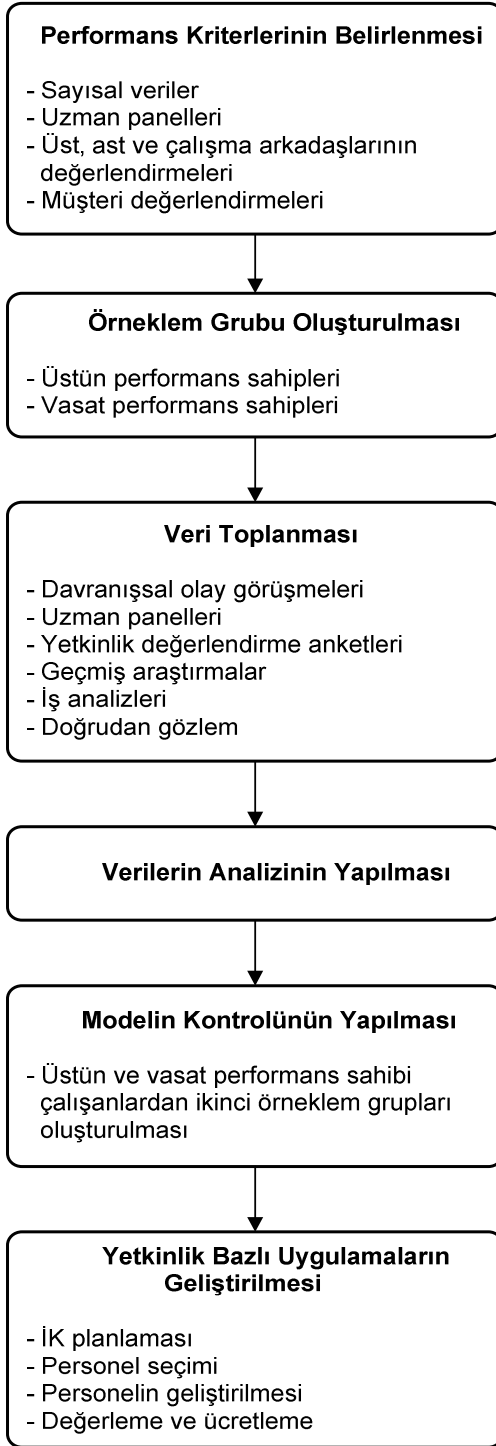 Performans Kriterlerinin Belirlenmesi
- Sayısal veriler
- Uzman panelleri
- Üst, ast ve çalışma arkadaşlarının
değerlendirmeleri
- Müşteri değerlendirmeleri
Örneklem Grubu Oluşturulması
- Üstün performans sahipleri
- Vasat performans sahipleri
Veri Toplanması
- Davranışsal olay görüşmeleri
- Uzman panelleri
- Yetkinlik değerlendirme anketleri
- Geçmiş araştırmalar
- İş analizleri
- Doğrudan gözlem
Verilerin Analizinin Yapılması
Modelin Kontrolünün Yapılması
- Üstün ve vasat performans sahibi
çalışanlardan ikinci örneklem grupları
oluşturulması
Yetkinlik Bazlı Uygulamaların
Geliştirilmesi
- İK planlaması
- Personel seçimi
- Personelin geliştirilmesi
- Değerleme ve ücretleme